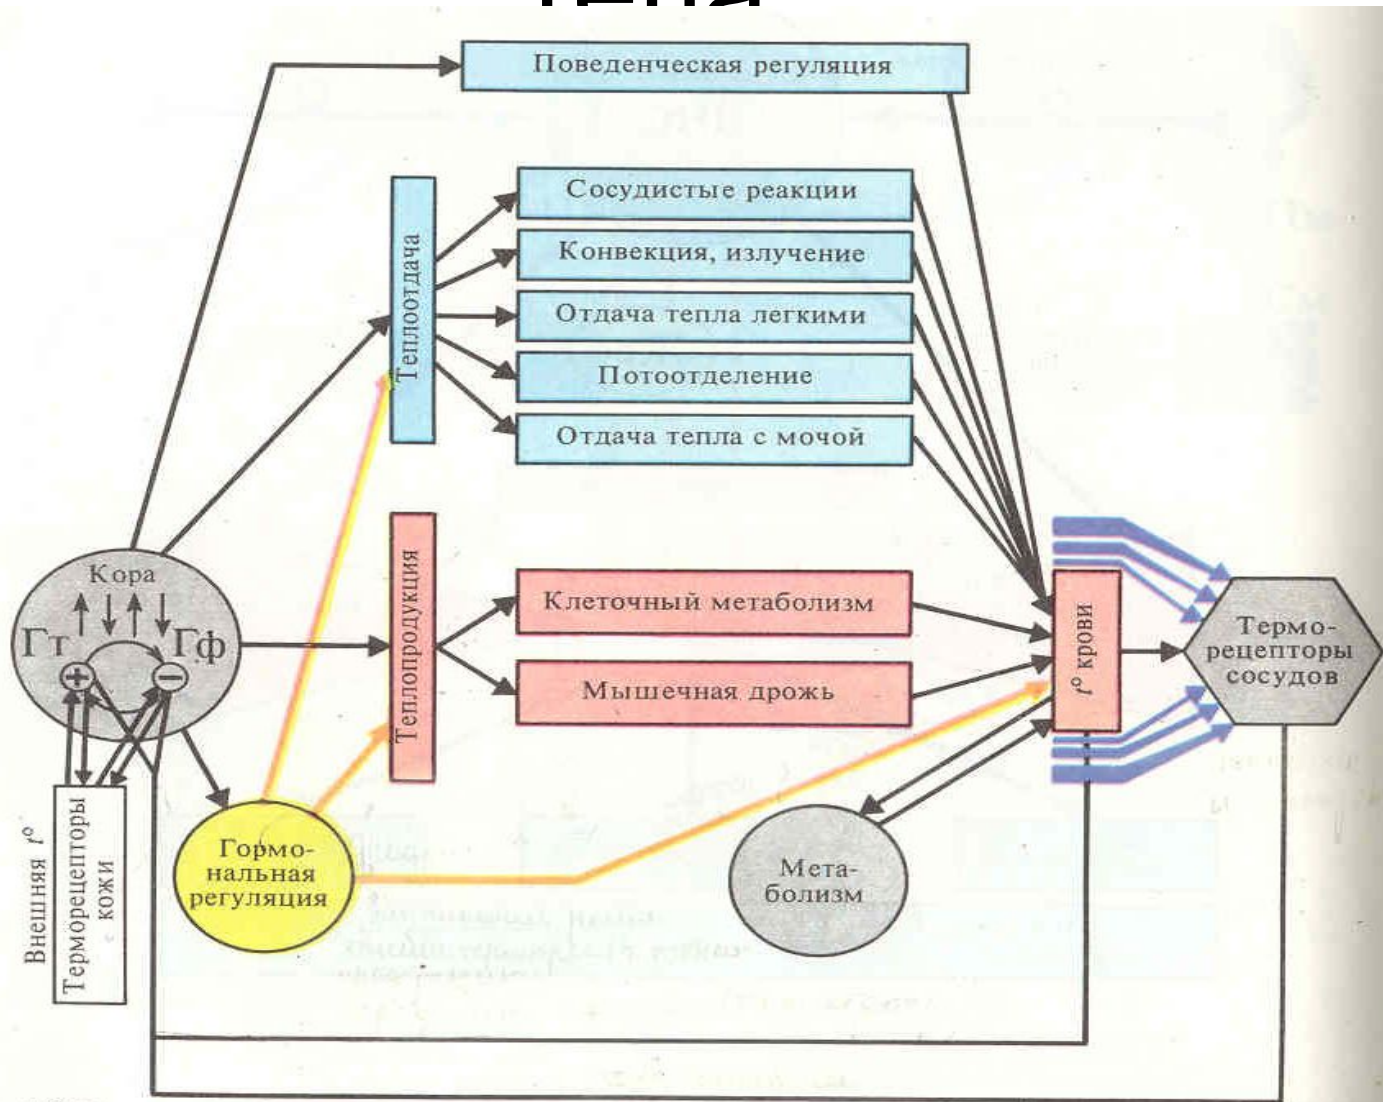 Поведенческая регуляция
Сосудистые реакции
Конвекция, излучение
Отдача тепла легкими
Потоотделение
Отдача тепла с мочой
Теплоотдача
Кора
Гт
Гф
+
−
Теплопродукция
Клеточный метаболизм
Мышечная дрожь
t° крови
Термо-
рецепторы
сосудов
Внешняя t°
Терморецепторы
кожи
Гормо-
нальная
регуляция
Мета-
болизм